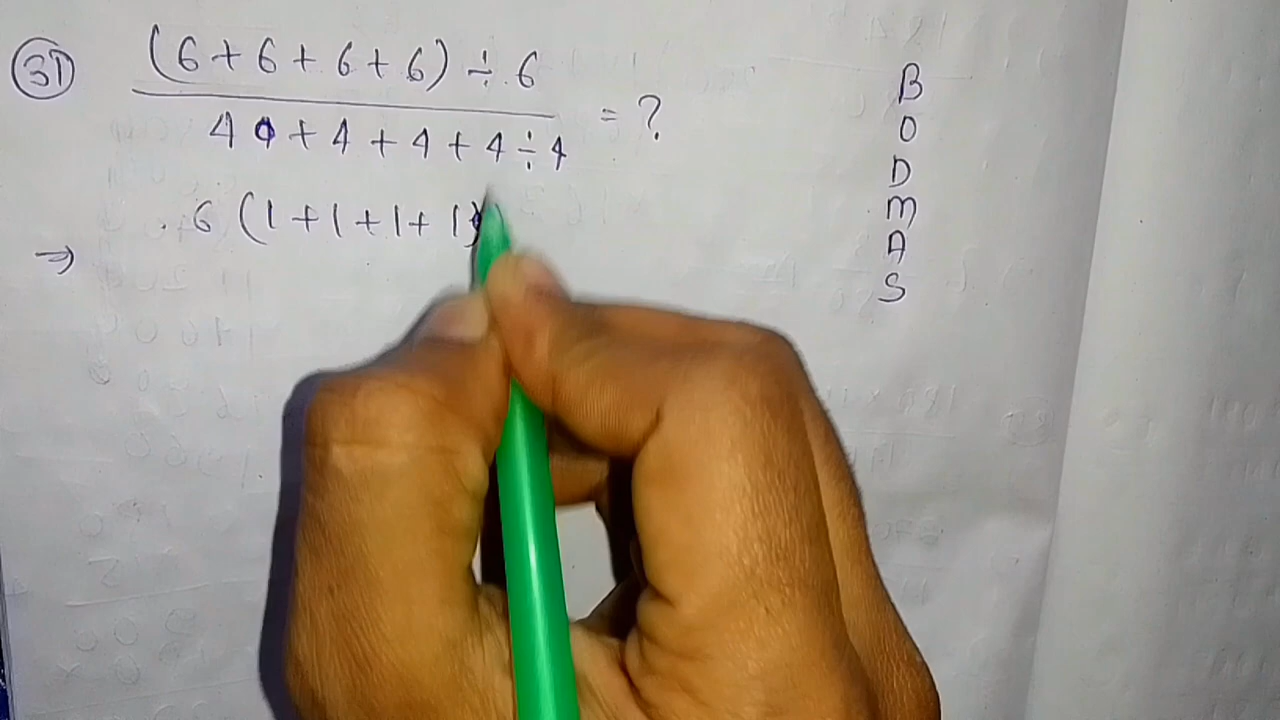 31 (6 + 6 + 6 + 6) ÷ 6
4 + 4 + 4 + 4 ÷ 4
= ?
⇒ 6 (1 + 1 + 1 + 1)
B
O
D
M
A
S